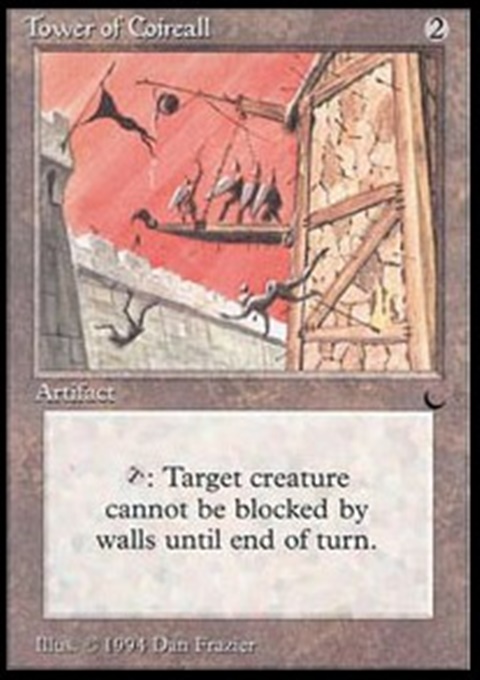 Tower of Coireall
2
Artifact
: Target creature
cannot be blocked by
walls until end of turn.
Illus. © 1994 Dan Frazier